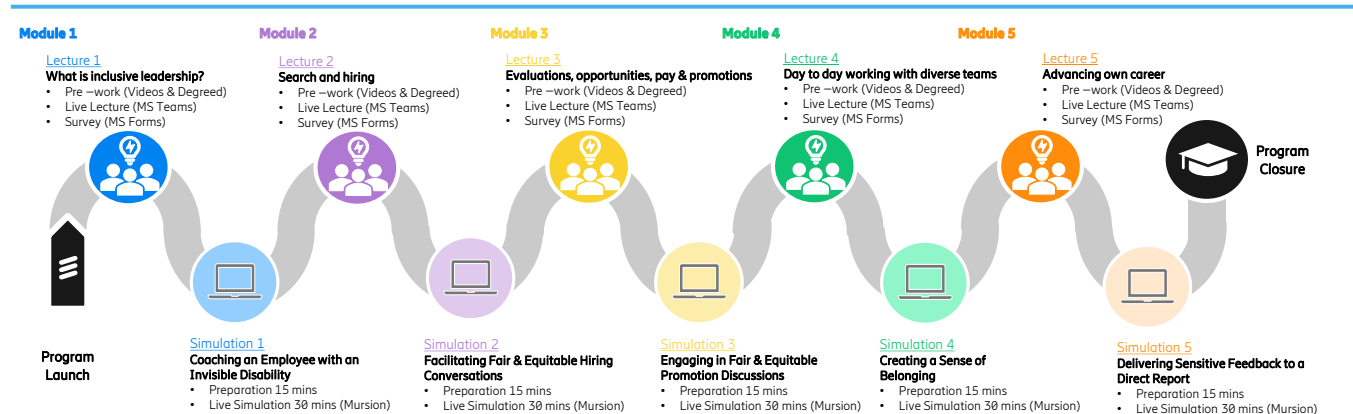 Module 1
Module 2
Module 3
Module 4
Module 5
Lecture 1
What is inclusive leadership?
• Pre –work (Videos & Degreed)
• Live Lecture (MS Teams)
• Survey (MS Forms)
Lecture 2
Search and hiring
• Pre –work (Videos & Degreed)
• Live Lecture (MS Teams)
• Survey (MS Forms)
Lecture 3
Evaluations, opportunities, pay & promotions
• Pre –work (Videos & Degreed)
• Live Lecture (MS Teams)
• Survey (MS Forms)
Lecture 4
Day to day working with diverse teams
• Pre –work (Videos & Degreed)
• Live Lecture (MS Teams)
• Survey (MS Forms)
Lecture 5
Advancing own career
• Pre –work (Videos & Degreed)
• Live Lecture (MS Teams)
• Survey (MS Forms)
Program
Closure
Program
Launch
Simulation 1
Coaching an Employee with an
Invisible Disability
• Preparation 15 mins
• Live Simulation 30 mins (Mursion)
Simulation 2
Facilitating Fair & Equitable Hiring
Conversations
• Preparation 15 mins
• Live Simulation 30 mins (Mursion)
Simulation 3
Engaging in Fair & Equitable
Promotion Discussions
• Preparation 15 mins
• Live Simulation 30 mins (Mursion)
Simulation 4
Creating a Sense of
Belonging
• Preparation 15 mins
• Live Simulation 30 mins (Mursion)
Simulation 5
Delivering Sensitive Feedback to a
Direct Report
• Preparation 15 mins
• Live Simulation 30 mins (Mursion)